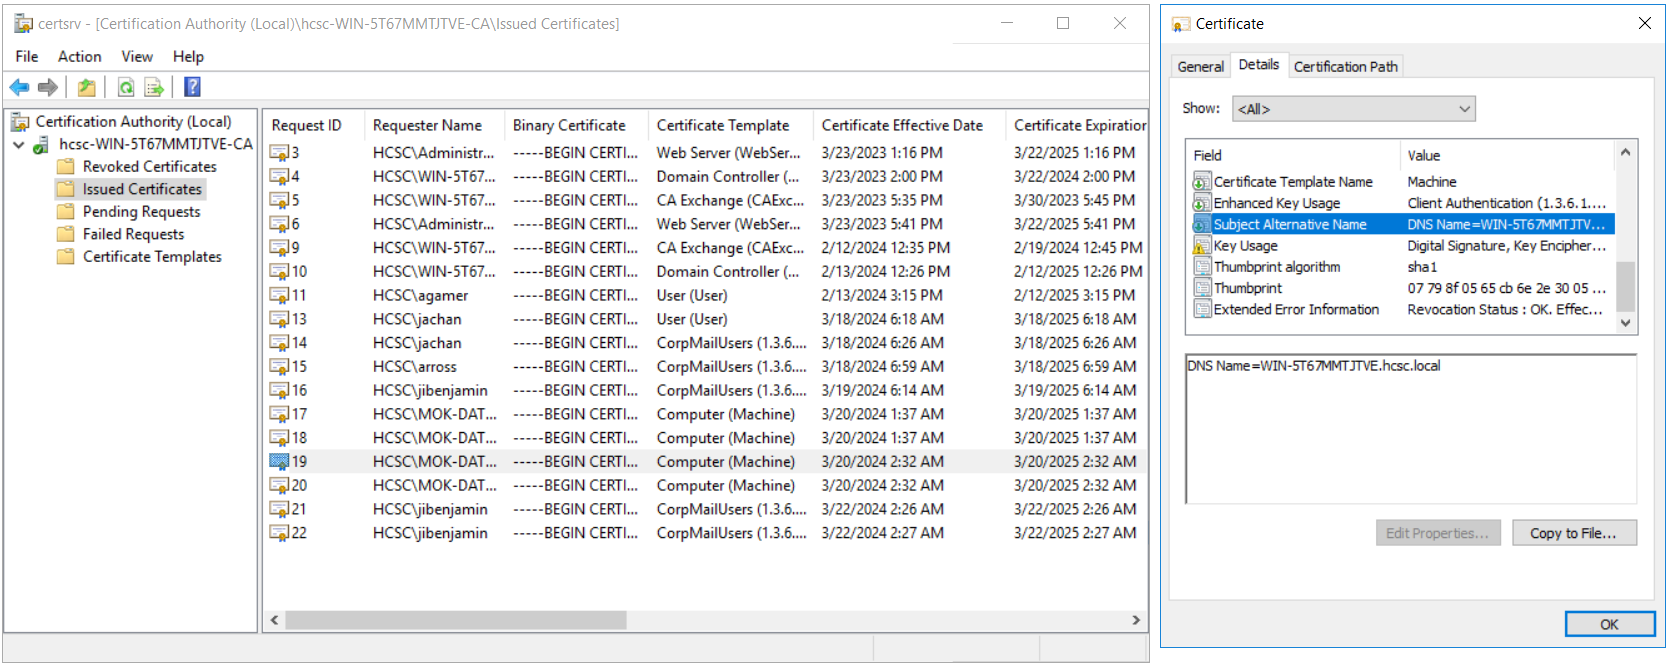 certsrv - [Certification Authority (Local)\hcsc-WIN-5T67MMTJTVE-CA\Issued Certificates]
File Action View Help
Certification Authority (Local)
hcsc-WIN-5T67MMTJTVE-CA
Revoked Certificates
Issued Certificates
Pending Requests
Failed Requests
Certificate Templates
Request ID Requester Name Binary Certificate Certificate Template Certificate Effective Date Certificate Expiration
3 HCSC\Administr... -----BEGIN CERTI... Web Server (WebSer... 3/23/2023 1:16 PM 3/22/2025 1:16 PM
4 HCSC\WIN-5T67... -----BEGIN CERTI... Domain Controller (... 3/23/2023 2:00 PM 3/22/2024 2:00 PM
5 HCSC\WIN-5T67... -----BEGIN CERTI... CA Exchange (CAExc... 3/23/2023 5:35 PM 3/30/2023 5:45 PM
6 HCSC\Administr... -----BEGIN CERTI... Web Server (WebSer... 3/23/2023 5:41 PM 3/22/2025 5:41 PM
9 HCSC\WIN-5T67... -----BEGIN CERTI... CA Exchange (CAExc... 2/12/2024 12:35 PM 2/19/2024 12:45 PM
10 HCSC\WIN-5T67... -----BEGIN CERTI... Domain Controller (... 2/13/2024 12:26 PM 2/12/2025 12:26 PM
11 HCSC\agamer -----BEGIN CERTI... User (User) 2/13/2024 3:15 PM 2/12/2025 3:15 PM
13 HCSC\jachan -----BEGIN CERTI... User (User) 3/18/2024 6:18 AM 3/18/2025 6:18 AM
14 HCSC\jachan -----BEGIN CERTI... CorpMailUsers (1.3.6.... 3/18/2024 6:26 AM 3/18/2025 6:26 AM
15 HCSC\arross -----BEGIN CERTI... CorpMailUsers (1.3.6.... 3/18/2024 6:59 AM 3/18/2025 6:59 AM
16 HCSC\jibenjamin -----BEGIN CERTI... CorpMailUsers (1.3.6.... 3/19/2024 6:14 AM 3/19/2025 6:14 AM
17 HCSC\MOK-DAT... -----BEGIN CERTI... Computer (Machine) 3/20/2024 1:37 AM 3/20/2025 1:37 AM
18 HCSC\MOK-DAT... -----BEGIN CERTI... Computer (Machine) 3/20/2024 1:37 AM 3/20/2025 1:37 AM
19 HCSC\MOK-DAT... -----BEGIN CERTI... Computer (Machine) 3/20/2024 2:32 AM 3/20/2025 2:32 AM
20 HCSC\MOK-DAT... -----BEGIN CERTI... Computer (Machine) 3/20/2024 2:32 AM 3/20/2025 2:32 AM
21 HCSC\jibenjamin -----BEGIN CERTI... CorpMailUsers (1.3.6.... 3/22/2024 2:26 AM 3/22/2025 2:26 AM
22 HCSC\jibenjamin -----BEGIN CERTI... CorpMailUsers (1.3.6.... 3/22/2024 2:27 AM 3/22/2025 2:27 AM
Certificate
General Details Certification Path
Show: <All>
Field Value
Certificate Template Name Machine
Enhanced Key Usage Client Authentication (1.3.6.1....
Subject Alternative Name DNS Name=WIN-5T67MMTJTV...
Key Usage Digital Signature, Key Encipher...
Thumbprint algorithm sha1
Thumbprint 07 79 8f 05 65 cb 6e 2e 30 05 ...
Extended Error Information Revocation Status : OK. Effec...
DNS Name=WIN-5T67MMTJTVE.hcsc.local
Edit Properties... Copy to File...
OK